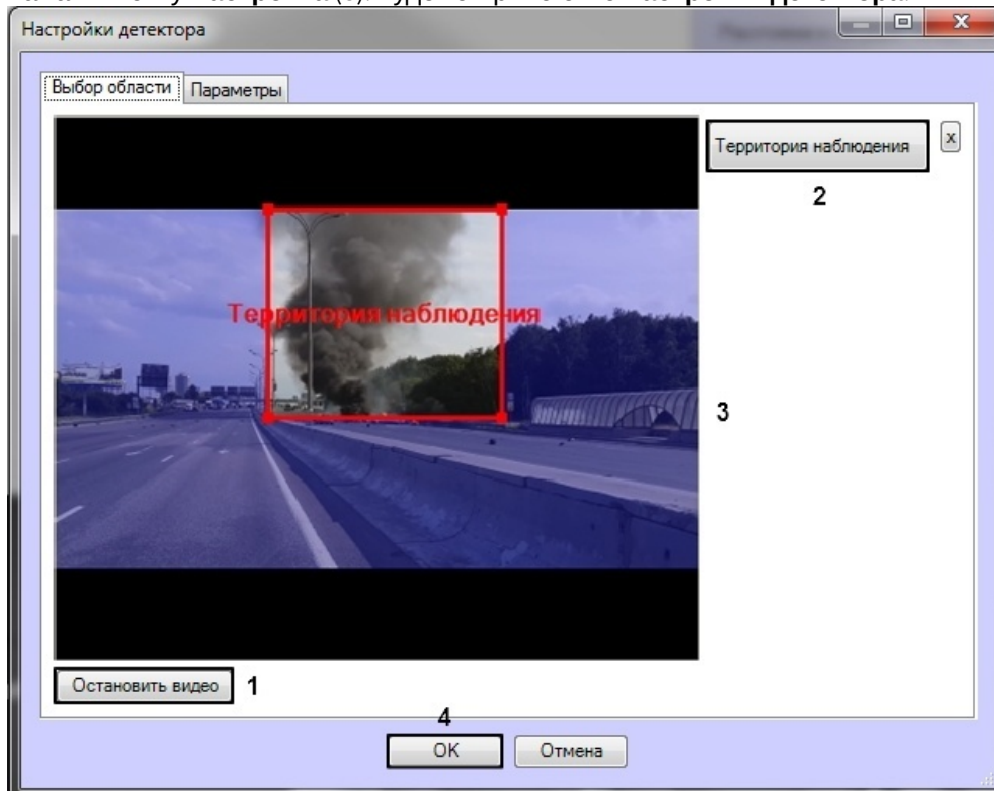 Настройки детектора
Выбор области
Параметры
Территория наблюдения
x
2
Территория наблюдения
3
Остановить видео
1
4
OK
Отмена